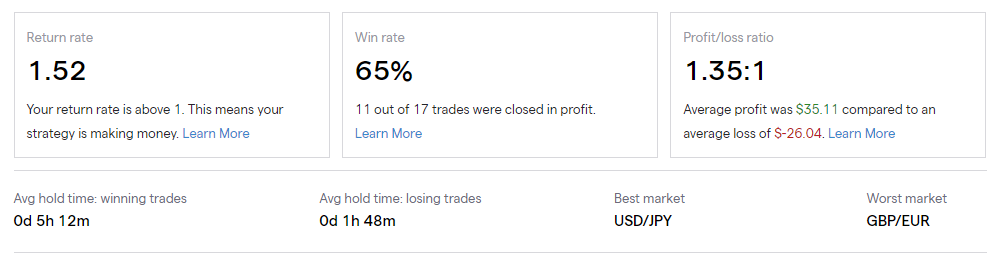 Return rate
1.52
Your return rate is above 1. This means your
strategy is making money. Learn More
Win rate
65%
11 out of 17 trades were closed in profit.
Learn More
Profit/loss ratio
1.35:1
Average profit was $35.11 compared to an
average loss of $-26.04. Learn More
Avg hold time: winning trades
0d 5h 12m
Avg hold time: losing trades
0d 1h 48m
Best market
USD/JPY
Worst market
GBP/EUR